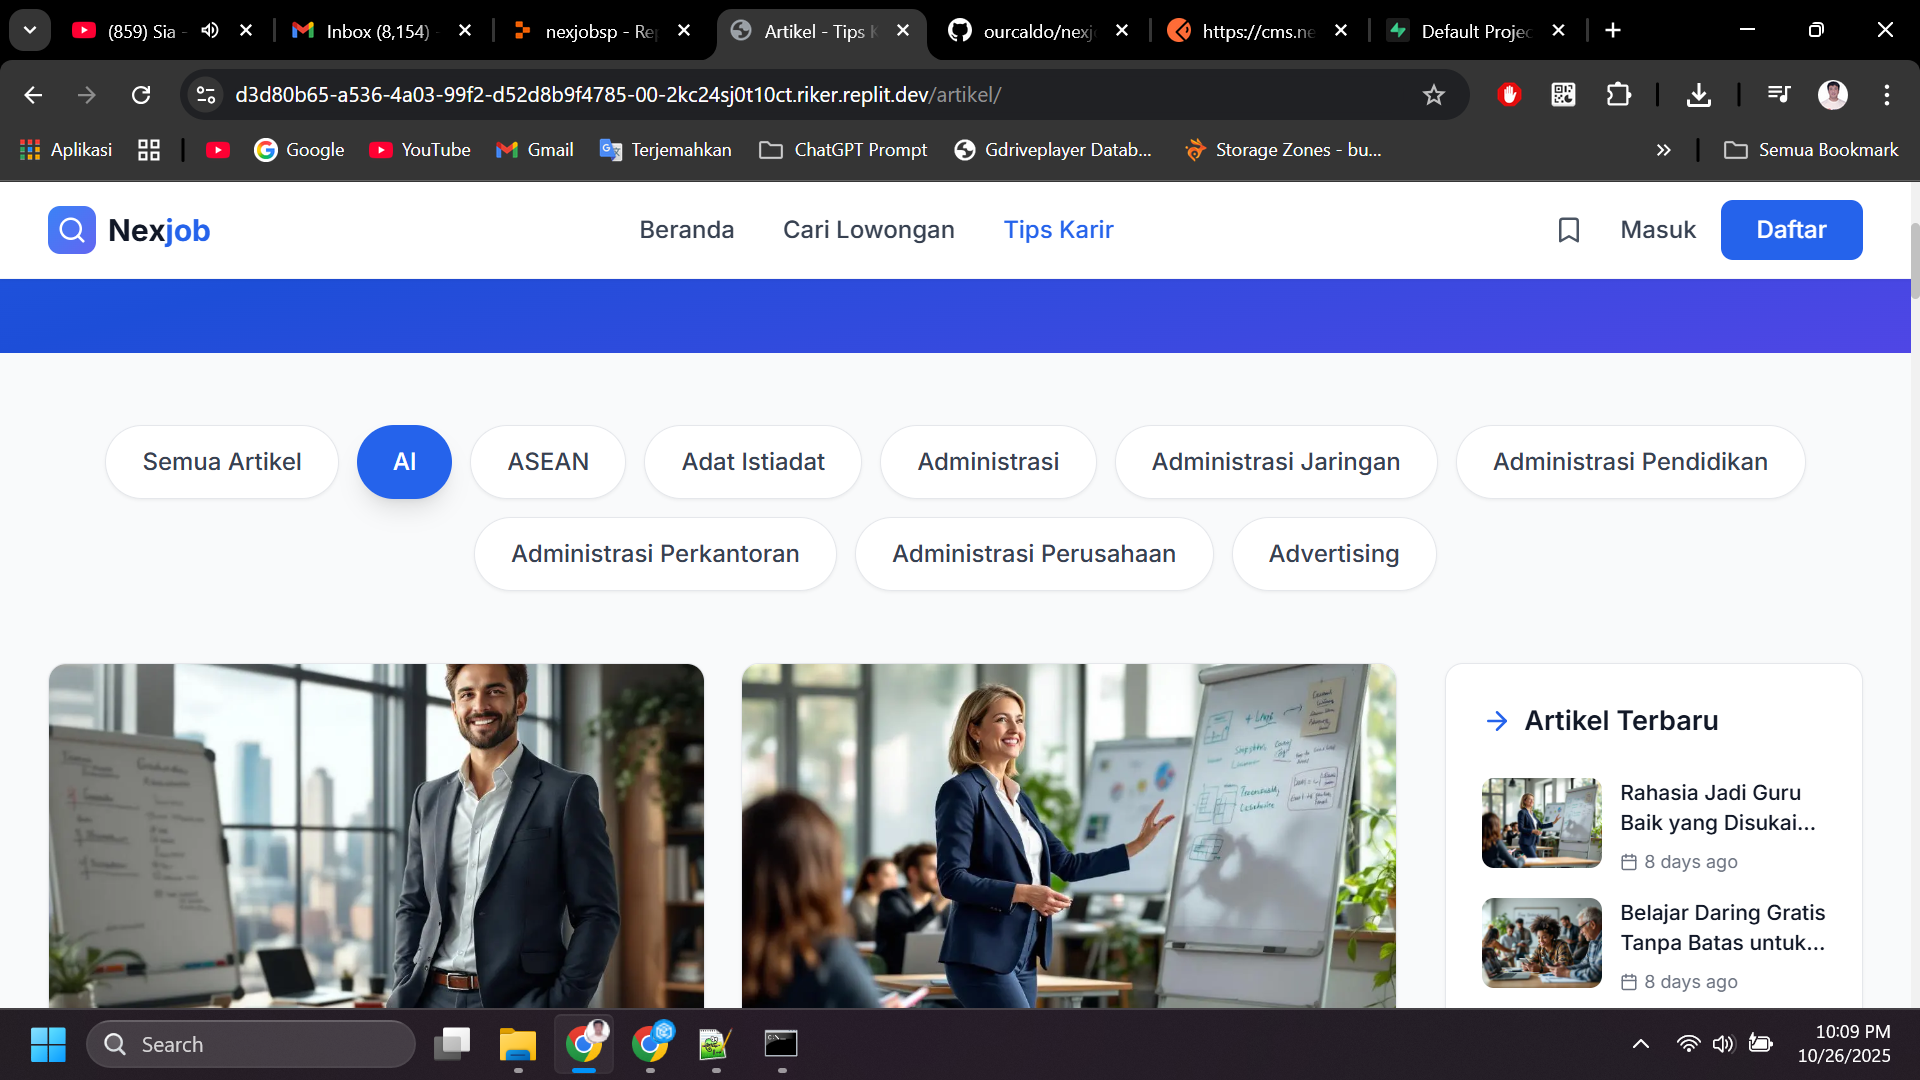 (859) Sia -
Inbox (8,154) -
nexjobsp - Rep
Artikel - Tips K
ourcaldo/nexj
https://cms.ne
Default Projec
d3d80b65-a536-4a03-99f2-d52d8b9f4785-00-2kc24sj0t10ct.riker.replit.dev/artikel/
Aplikasi
Google
YouTube
Gmail
Terjemahkan
ChatGPT Prompt
Gdriveplayer Datab...
Storage Zones - bu...
Semua Bookmark
Nexjob
Beranda
Cari Lowongan
Tips Karir
Masuk
Daftar
Semua Artikel
AI
ASEAN
Adat Istiadat
Administrasi
Administrasi Jaringan
Administrasi Pendidikan
Administrasi Perkantoran
Administrasi Perusahaan
Advertising
Artikel Terbaru
Rahasia Jadi Guru
Baik yang Disukai...
8 days ago
Belajar Daring Gratis
Tanpa Batas untuk...
8 days ago
Search
10:09 PM
10/26/2025